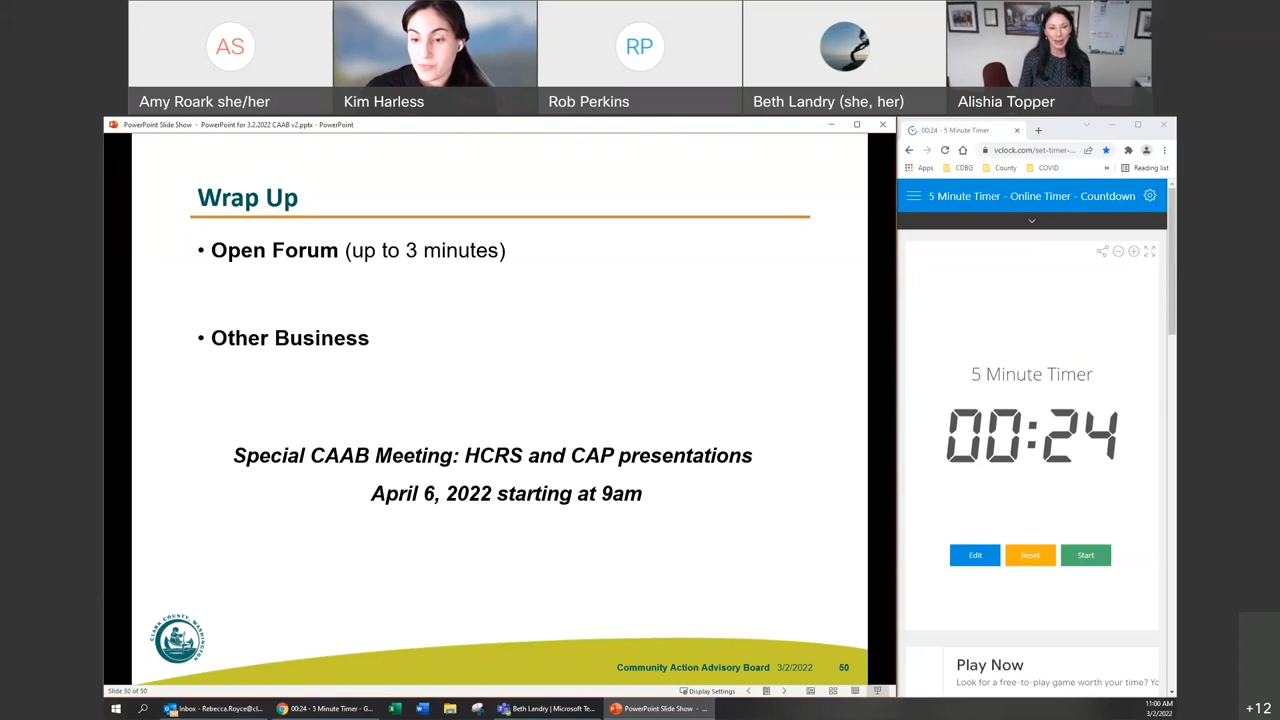 AS
RP
Amy Roark she/her
Kim Harless
Rob Perkins
Beth Landry (she, her)
Alishia Topper
PowerPoint Slide Show - PowerPoint for 3.2.2022 CAAB v2.pptx - PowerPoint
Wrap Up
• Open Forum (up to 3 minutes)
• Other Business
Special CAAB Meeting: HCRS and CAP presentations
April 6, 2022 starting at 9am
CLARK COUNTY, WASHINGTON
Community Action Advisory Board 3/2/2022 50
Slide 50 of 50
Display Settings
00:24 - 5 Minute Timer
vclock.com/set-timer-...
Apps
CDBG
County
COVID
»
Reading list
5 Minute Timer - Online Timer - Countdown
5 Minute Timer
00:24
Edit
Reset
Start
Play Now
Look for a free-to-play game worth your time?
Inbox - Rebecca.Royce@cl...
00:24 - 5 Minute Timer - G...
Beth Landry | Microsoft Te...
PowerPoint Slide Show - ...
11:00 AM
3/2/2022
+12